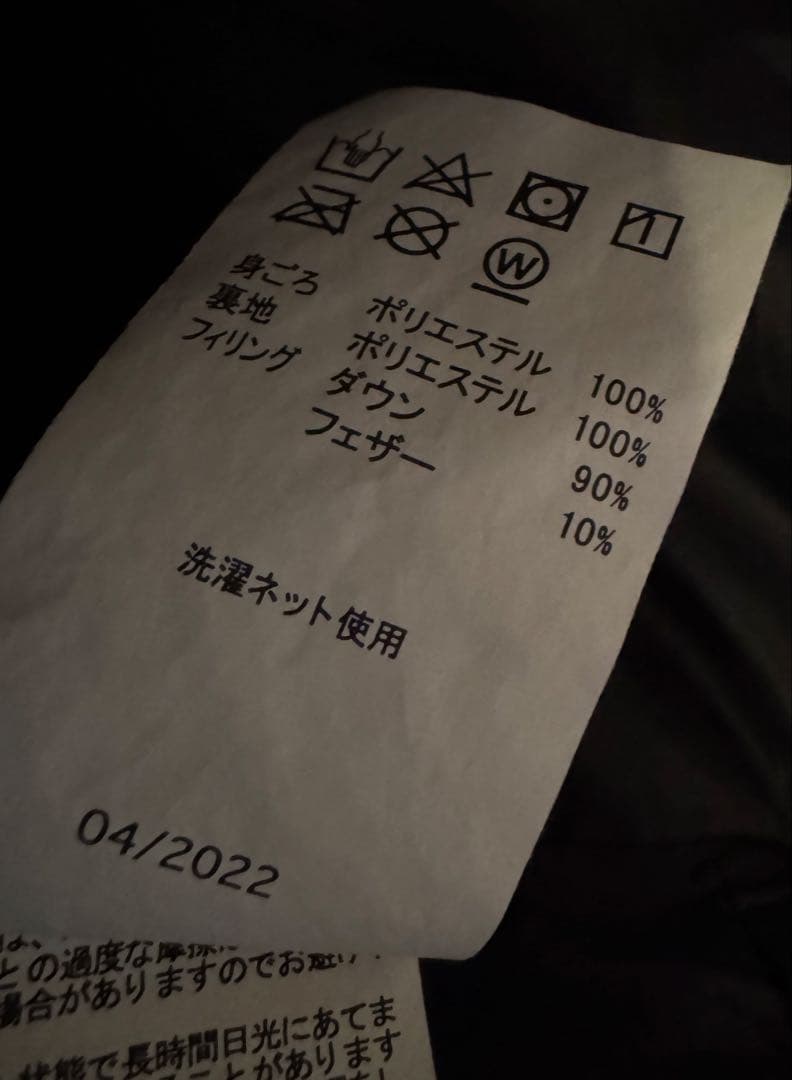 W
身ごろ ポリエステル 100%
裏地 ポリエステル 100%
フィリング ダウン 90%
フェザー 10%
洗濯ネット使用
04/2022
との過度な摩擦に
場合がありますのでお避け
状態で長時間日光にあてま
ことがあります